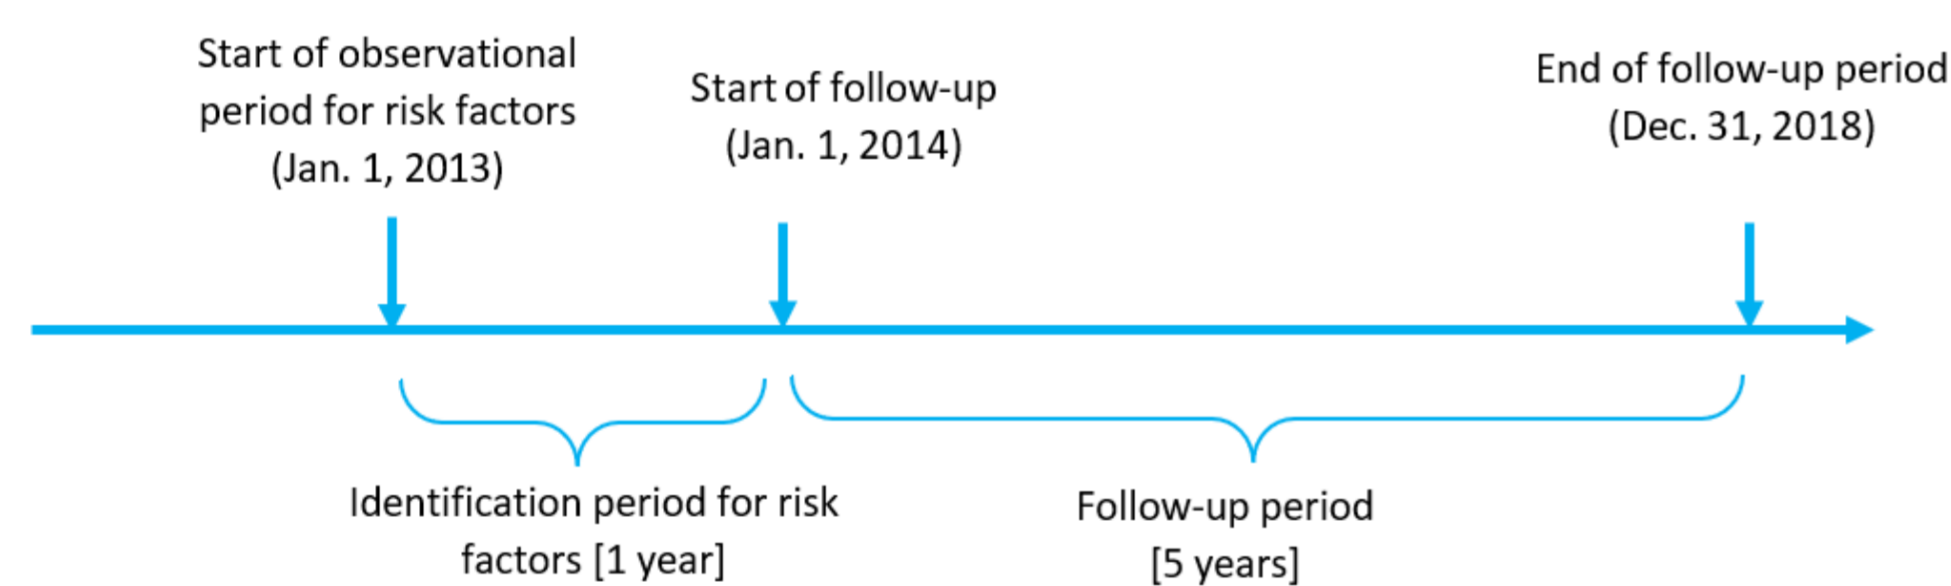 Start of observational
period for risk factors
(Jan. 1, 2013)
Start of follow-up
(Jan. 1, 2014)
End of follow-up period
(Dec. 31, 2018)
Identification period for risk
factors [1 year]
Follow-up period
[5 years]